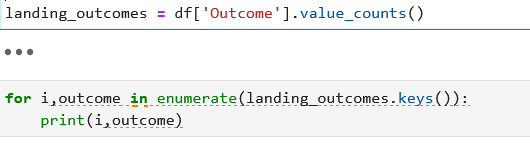 landing_outcomes = df['Outcome'].value_counts()
for i,outcome in enumerate(landing_outcomes.keys()):
    print(i,outcome)